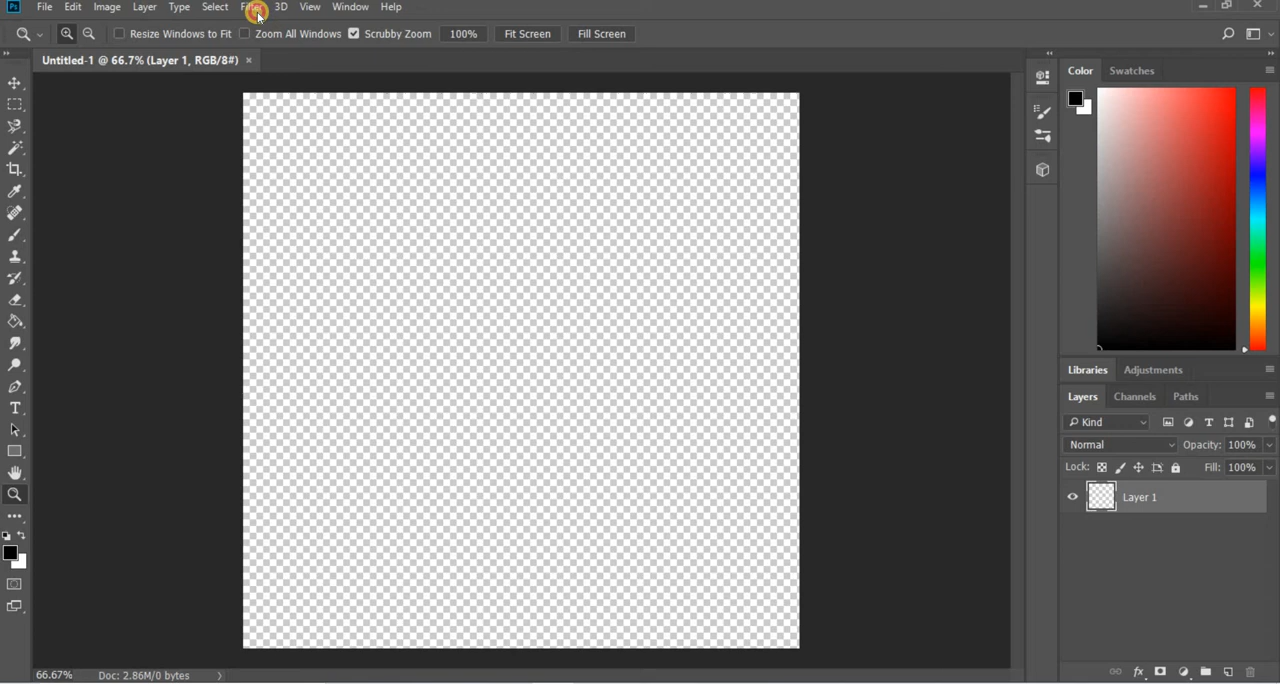 Ps File Edit Image Layer Type Select Filter 3D View Window Help
Resize Windows to Fit Zoom All Windows Scrubby Zoom 100% Fit Screen Fill Screen
Untitled-1 @ 66.7% (Layer 1, RGB/8#) ×
Color Swatches
Libraries Adjustments
Layers Channels Paths
Kind
Normal Opacity: 100%
Lock: Fill: 100%
Layer 1
66.67% Doc: 2.86M/0 bytes